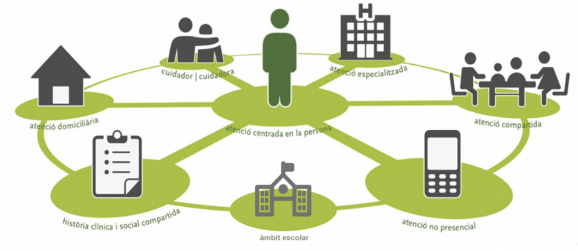 cuidador | cuidadora
atenció especialitzada
atenció domiciliària
atenció centrada en la persona
atenció compartida
història clínica i social compartida
atenció no presencial
àmbit escolar
H